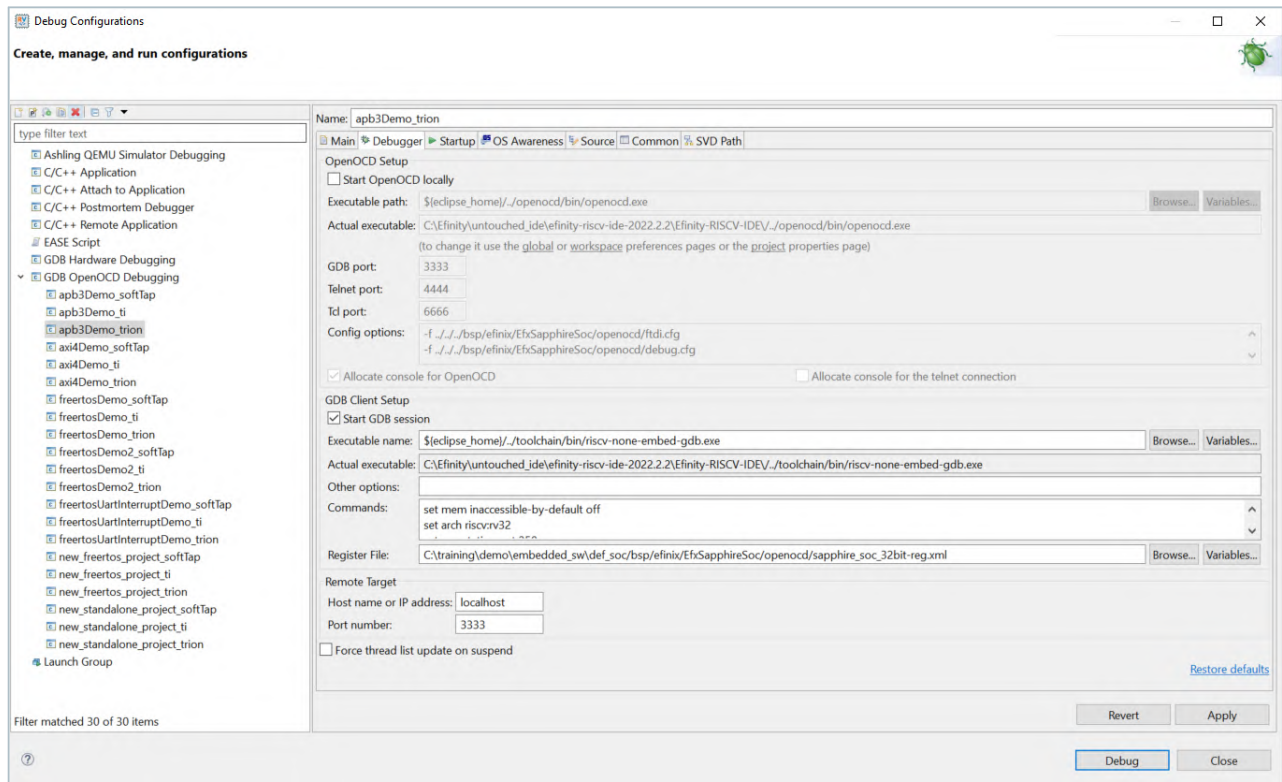 Debug Configurations
Create, manage, and run configurations
type filter text
Ashling QEMU Simulator Debugging
C/C++ Application
C/C++ Attach to Application
C/C++ Postmortem Debugger
C/C++ Remote Application
EASE Script
GDB Hardware Debugging
GDB OpenOCD Debugging
apb3Demo_softTap
apb3Demo_ti
apb3Demo_trion
axi4Demo_softTap
axi4Demo_ti
axi4Demo_trion
freertosDemo_softTap
freertosDemo_ti
freertosDemo_trion
freertosDemo2_softTap
freertosDemo2_ti
freertosDemo2_trion
freertosUartInterruptDemo_softTap
freertosUartInterruptDemo_ti
freertosUartInterruptDemo_trion
new_freertos_project_softTap
new_freertos_project_ti
new_freertos_project_trion
new_standalone_project_softTap
new_standalone_project_ti
new_standalone_project_trion
Launch Group
Filter matched 30 of 30 items
Name: apb3Demo_trion
Main Debugger Startup OS Awareness Source Common SVD Path
OpenOCD Setup
Start OpenOCD locally
Executable path: ${eclipse_home}/../openocd/bin/openocd.exe Browse... Variables...
Actual executable: C:\Efinity\untouched_ide\efinity-riscv-ide-2022.2.2\Efinity-RISCV-IDE\/../openocd/bin/openocd.exe
(to change it use the global or workspace preferences pages or the project properties page)
GDB port: 3333
Telnet port: 4444
Tcl port: 6666
Config options: -f ../../../bsp/efinix/EfxSapphireSoc/openocd/ftdi.cfg
-f ../../../bsp/efinix/EfxSapphireSoc/openocd/debug.cfg
Allocate console for OpenOCD Allocate console for the telnet connection
GDB Client Setup
Start GDB session
Executable name: ${eclipse_home}/../toolchain/bin/riscv-none-embed-gdb.exe Browse... Variables...
Actual executable: C:\Efinity\untouched_ide\efinity-riscv-ide-2022.2.2\Efinity-RISCV-IDE\/../toolchain/bin/riscv-none-embed-gdb.exe
Other options:
Commands: set mem inaccessible-by-default off
set arch riscv:rv32
Register File: C:\training\demo\embedded_sw\def_soc/bsp/efinix/EfxSapphireSoc/openocd/sapphire_soc_32bit-reg.xml Browse... Variables...
Remote Target
Host name or IP address: localhost
Port number: 3333
Force thread list update on suspend
Restore defaults
Revert Apply
Debug Close